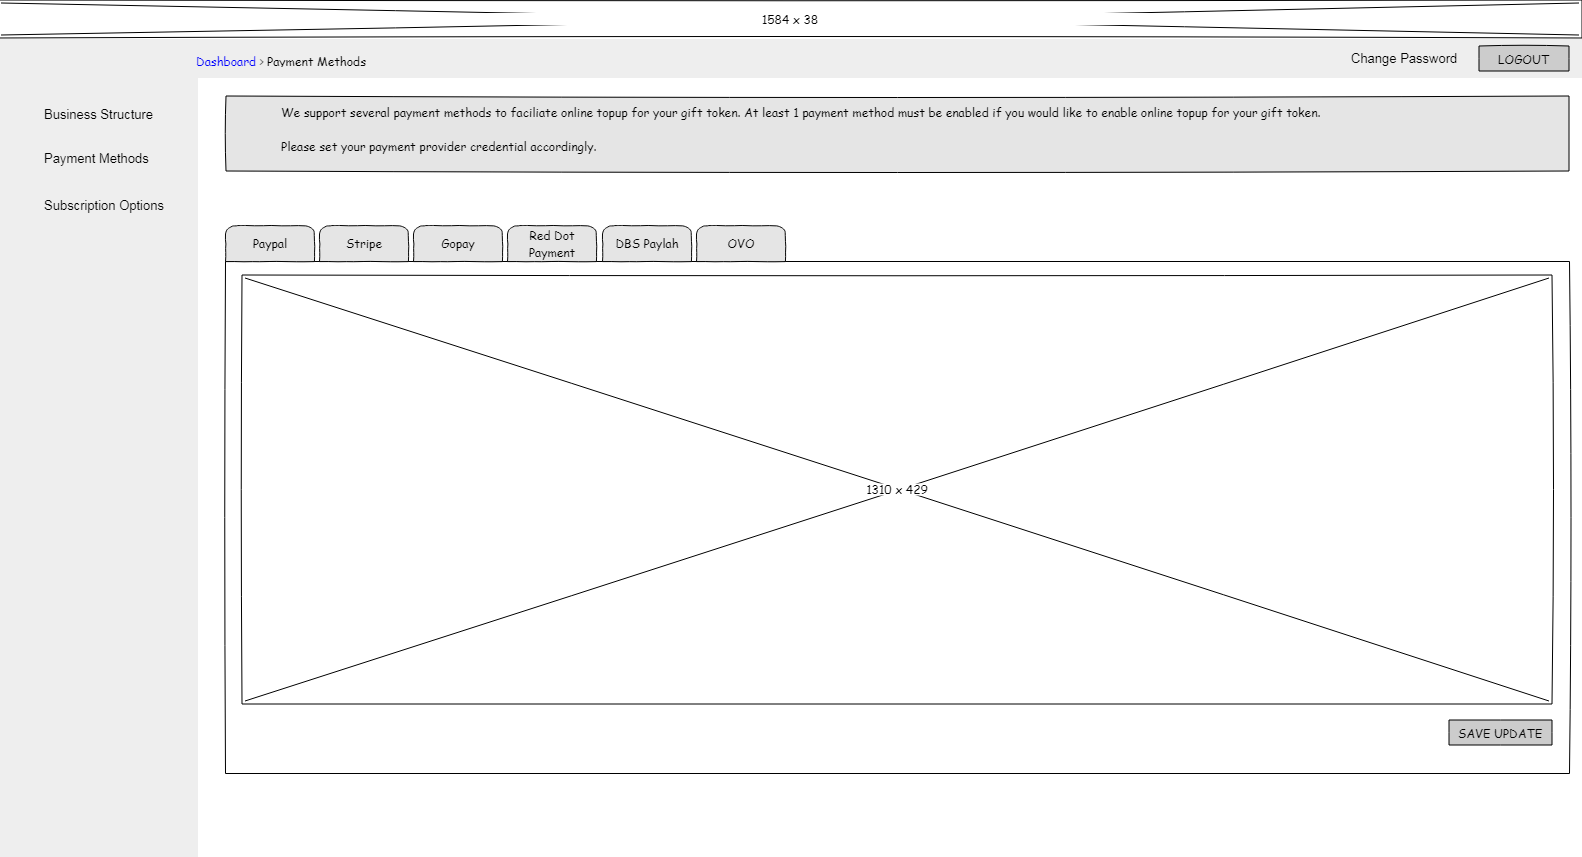 1584 x 38
Dashboard › Payment Methods
Change Password
LOGOUT
Business Structure
Payment Methods
Subscription Options
We support several payment methods to faciliate online topup for your gift token. At least 1 payment method must be enabled if you would like to enable online topup for your gift token.
Please set your payment provider credential accordingly.
Paypal
Stripe
Gopay
Red Dot
Payment
DBS Paylah
OVO
1310 x 429
SAVE UPDATE